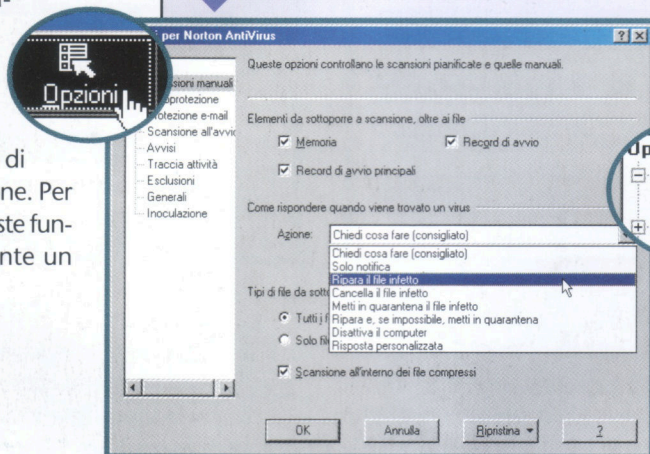 per Norton AntiVirus
Opzioni
Queste opzioni controllano le scansioni pianificate e quelle manuali.
manuali
Protezione e-mail
Scansione all'avvio
Avvisi
Traccia attività
Esclusioni
Generali
Inoculazione
Elementi da sottoporre a scansione, oltre ai file
Memoria
Record di avvio
Record di avvio principali
Come rispondere quando viene trovato un virus
Azione:
Chiedi cosa fare (consigliato)
Chiedi cosa fare (consigliato)
Solo notifica
Ripara il file infetto
Cancella il file infetto
Metti in quarantena il file infetto
Ripara e, se impossibile, metti in quarantena
Disattiva il computer
Risposta personalizzata
Tipi di file da
Tutti
Solo
Scansione all'interno dei file compressi
OK
Annulla
Ripristina
?
di
ne. Per
ste fun-
nte un
Op